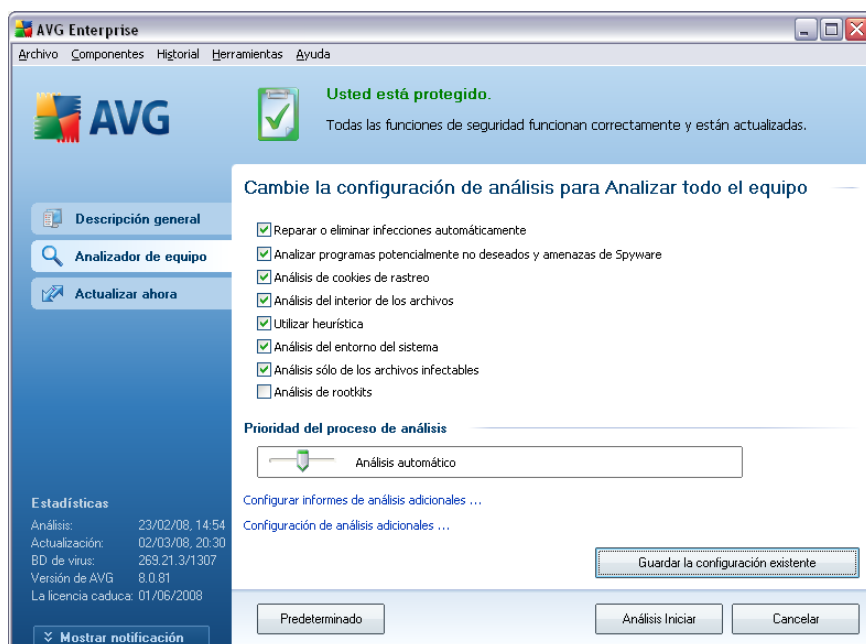 AVG Enterprise
Archivo Componentes Historial Herramientas Ayuda
AVG
Usted está protegido.
Todas las funciones de seguridad funcionan correctamente y están actualizadas.
Descripción general
Analizador de equipo
Actualizar ahora
Cambie la configuración de análisis para Analizar todo el equipo
Reparar o eliminar infecciones automáticamente
Analizar programas potencialmente no deseados y amenazas de Spyware
Análisis de cookies de rastreo
Análisis del interior de los archivos
Utilizar heurística
Análisis del entorno del sistema
Análisis sólo de los archivos infectables
Análisis de rootkits
Prioridad del proceso de análisis
Análisis automático
Configurar informes de análisis adicionales ...
Configuración de análisis adicionales ...
Guardar la configuración existente
Estadísticas
Análisis: 23/02/08, 14:54
Actualización: 02/03/08, 20:30
BD de virus: 269.21.3/1307
Versión de AVG 8.0.81
La licencia caduca: 01/06/2008
Mostrar notificación
Predeterminado
Análisis Iniciar
Cancelar